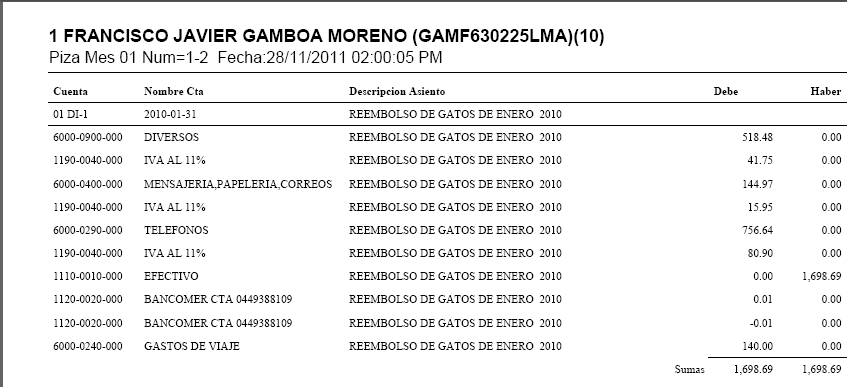 1 FRANCISCO JAVIER GAMBOA MORENO (GAMF630225LMA)(10)
Piza Mes 01 Num=1-2 Fecha:28/11/2011 02:00:05 PM
Cuenta Nombre Cta Descripcion Asiento Debe Haber
01 DI-1 2010-01-31 REEMBOLSO DE GATOS DE ENERO 2010
6000-0900-000 DIVERSOS REEMBOLSO DE GATOS DE ENERO 2010 518.48 0.00
1190-0040-000 IVA AL 11% REEMBOLSO DE GATOS DE ENERO 2010 41.75 0.00
6000-0400-000 MENSAJERIA,PAPELERIA,CORREOS REEMBOLSO DE GATOS DE ENERO 2010 144.97 0.00
1190-0040-000 IVA AL 11% REEMBOLSO DE GATOS DE ENERO 2010 15.95 0.00
6000-0290-000 TELEFONOS REEMBOLSO DE GATOS DE ENERO 2010 756.64 0.00
1190-0040-000 IVA AL 11% REEMBOLSO DE GATOS DE ENERO 2010 80.90 0.00
1110-0010-000 EFECTIVO REEMBOLSO DE GATOS DE ENERO 2010 0.00 1,698.69
1120-0020-000 BANCOMER CTA 0449388109 REEMBOLSO DE GATOS DE ENERO 2010 0.01 0.00
1120-0020-000 BANCOMER CTA 0449388109 REEMBOLSO DE GATOS DE ENERO 2010 -0.01 0.00
6000-0240-000 GASTOS DE VIAJE REEMBOLSO DE GATOS DE ENERO 2010 140.00 0.00
Sumas 1,698.69 1,698.69